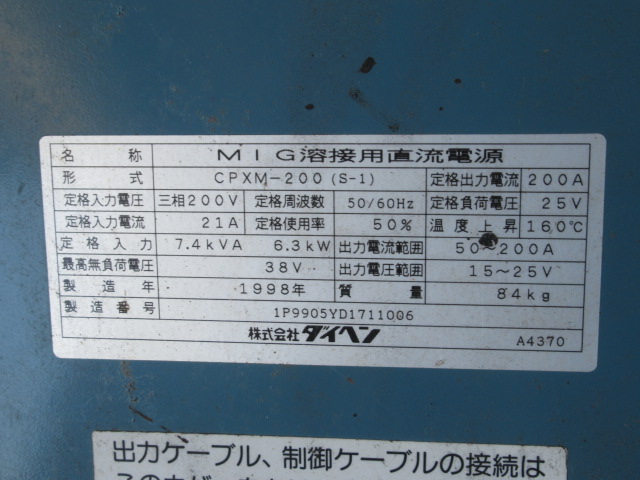 名称 MIG溶接用直流電源
形式 CPXM-200(S-1) 定格出力電流 200A
定格入力電圧 三相200V 定格周波数 50/60Hz 定格負荷電圧 25V
定格入力電流 21A 定格使用率 50% 温度上昇 160℃
定格入力 7.4kVA 6.3kW 出力電流範囲 50～200A
最高無負荷電圧 38V 出力電圧範囲 15～25V
製造年 1998年 質量 84kg
製造番号 1P9905YD1711006
株式会社ダイヘン A4370
出力ケーブル、制御ケーブルの接続は